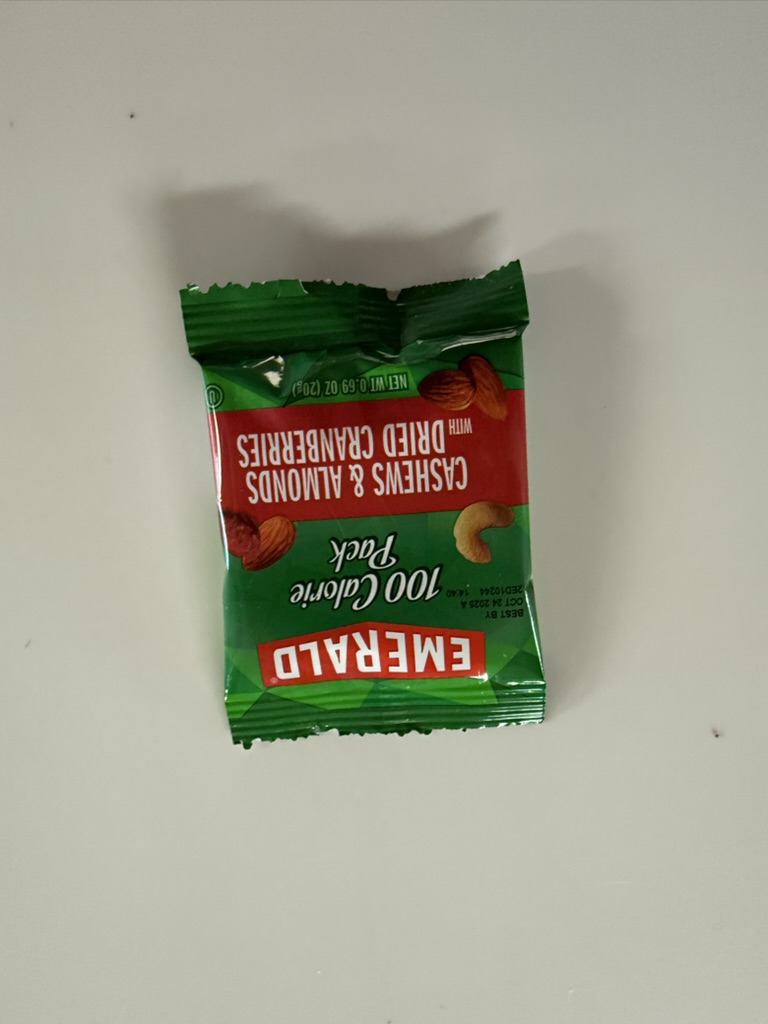 EMERALD®
BEST BY
OCT 24 2025 A
2ED10244 14:40
100 Calorie
Pack
CASHEWS & ALMONDS
WITH DRIED CRANBERRIES
NET WT 0.69 OZ (20g)
U